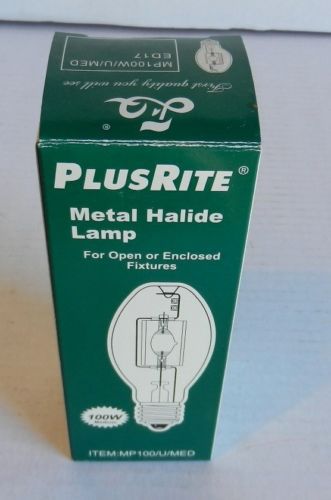 MP100W/U/MED
ED17
First quality you will see
®
PLUSRITE®
Metal Halide
Lamp
For Open or Enclosed
Fixtures
100W
ITEM:MP100/U/MED